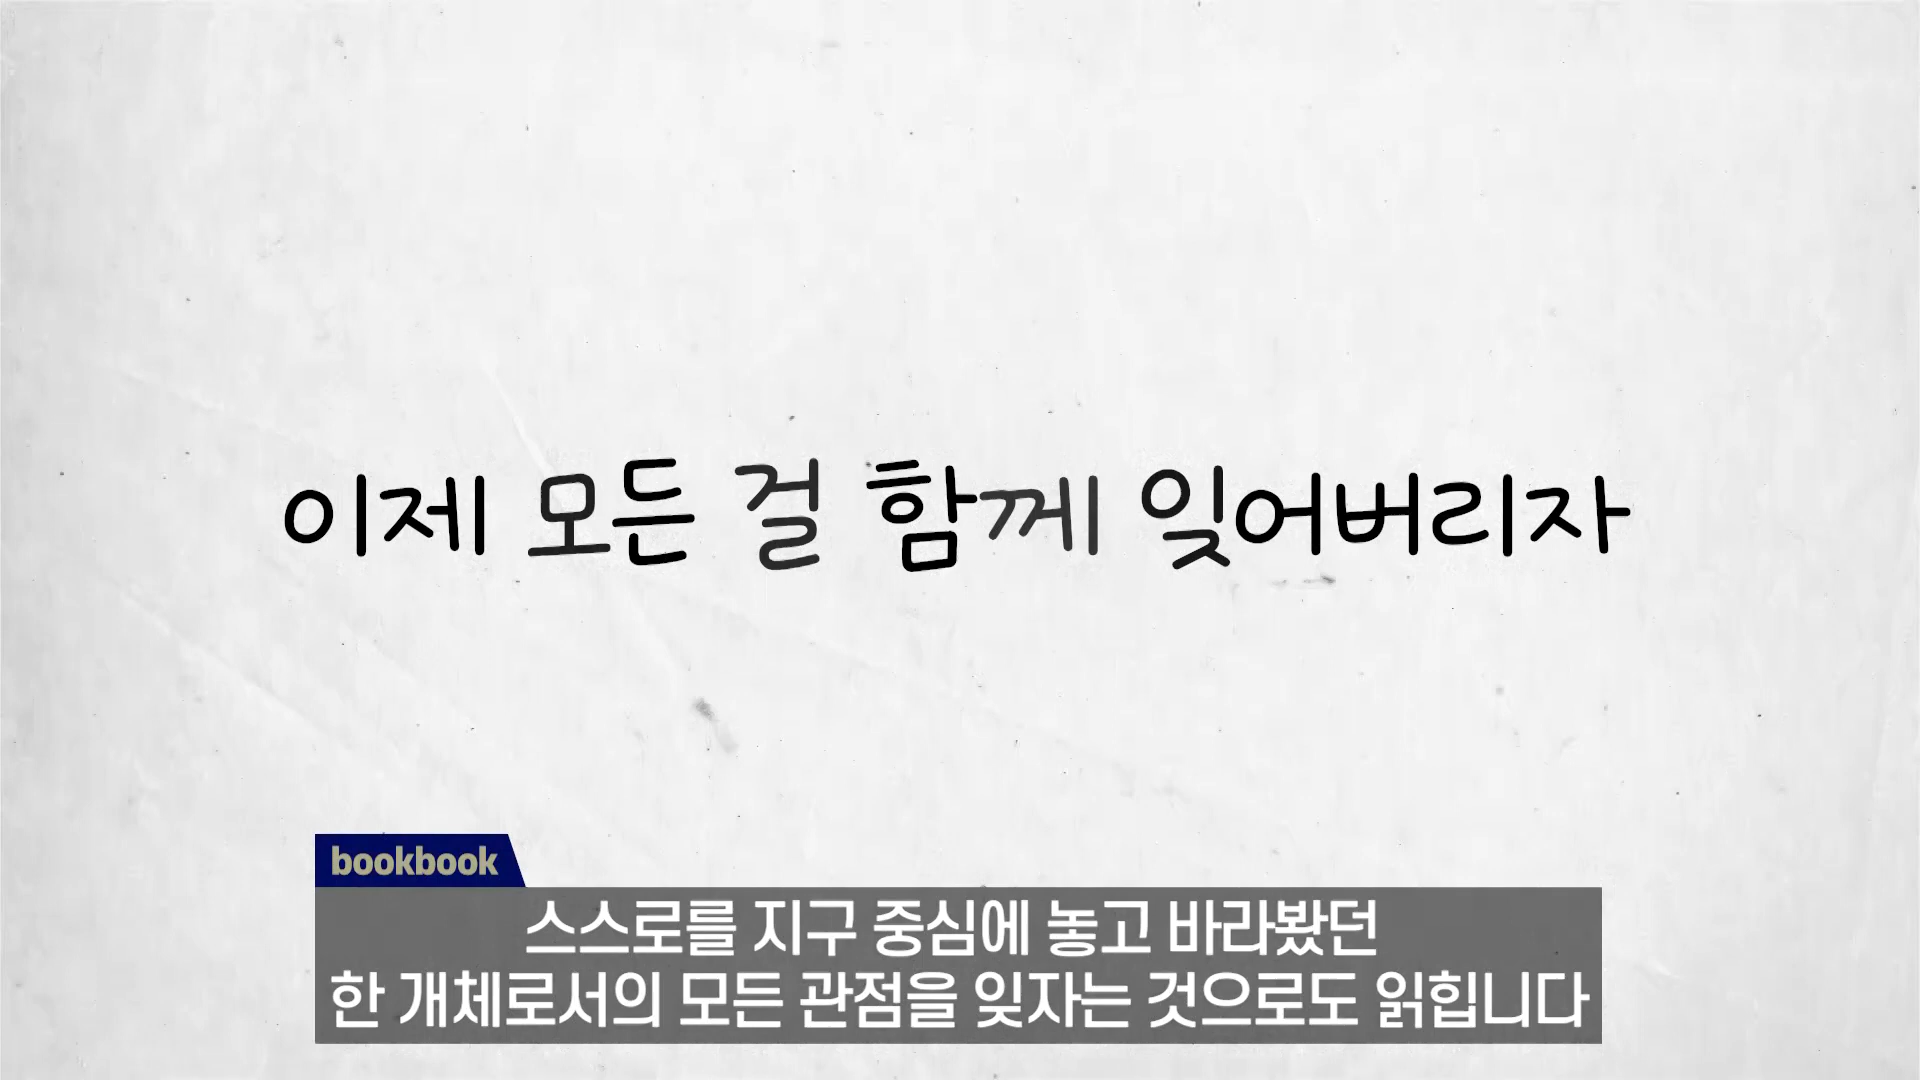 이제 모든 걸 함께 잊어버리자
bookbook
스스로를 지구 중심에 놓고 바라봤던
한 개체로서의 모든 관점을 잊자는 것으로도 읽힙니다